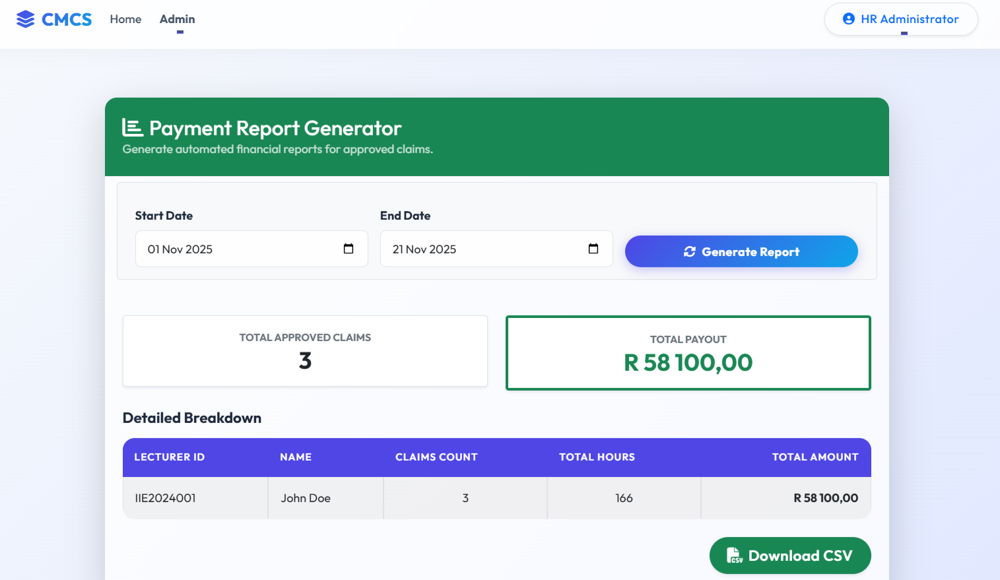 CMCS Home Admin HR Administrator
Payment Report Generator
Generate automated financial reports for approved claims.
Start Date End Date
01 Nov 2025 21 Nov 2025 Generate Report
TOTAL APPROVED CLAIMS
3
TOTAL PAYOUT
R 58 100,00
Detailed Breakdown
LECTURER ID NAME CLAIMS COUNT TOTAL HOURS TOTAL AMOUNT
IIE2024001 John Doe 3 166 R 58 100,00
CSV Download CSV